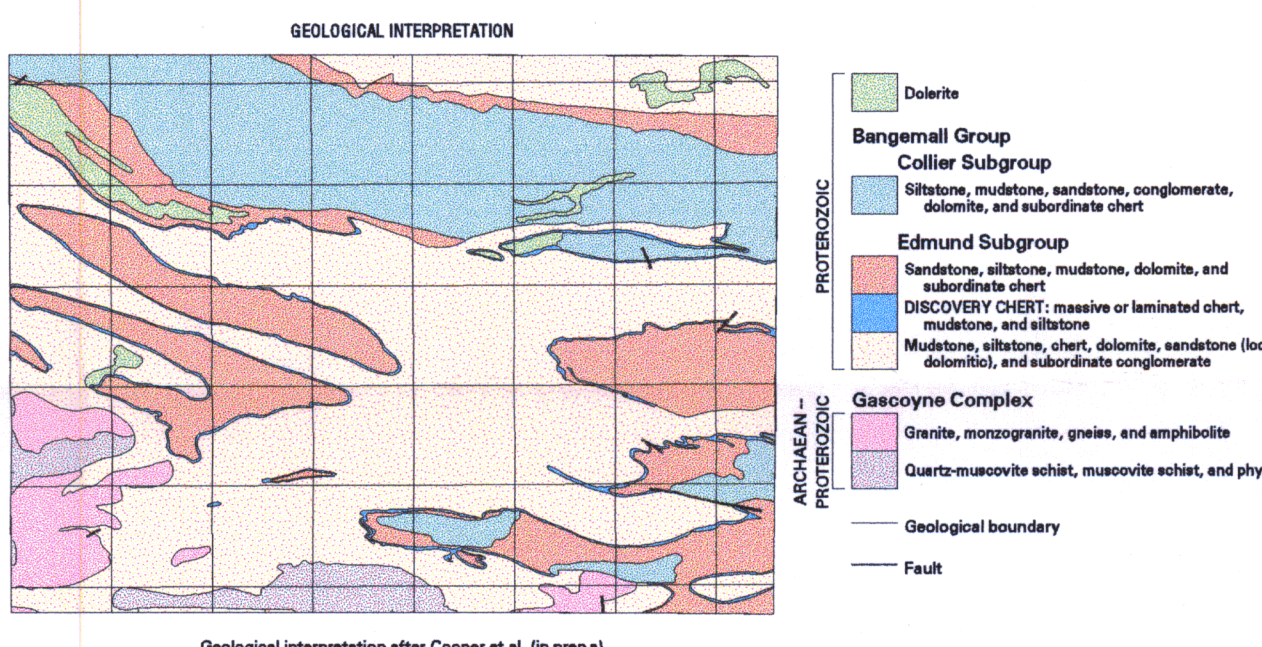 GEOLOGICAL INTERPRETATION
PROTEROZOIC
Dolerite
Bangemall Group
Collier Subgroup
Siltstone, mudstone, sandstone, conglomerate,
dolomite, and subordinate chert
Edmund Subgroup
Sandstone, siltstone, mudstone, dolomite, and
subordinate chert
DISCOVERY CHERT: massive or laminated chert,
mudstone, and siltstone
Mudstone, siltstone, chert, dolomite, sandstone
dolomitic), and subordinate conglomerate
ARCHAEAN --
PROTEROZOIC
Gascoyne Complex
Granite, monzogranite, gneiss, and amphibolite
Quartz-muscovite schist, muscovite schist, and
Geological boundary
Fault
Geological interpretation after et al. (in